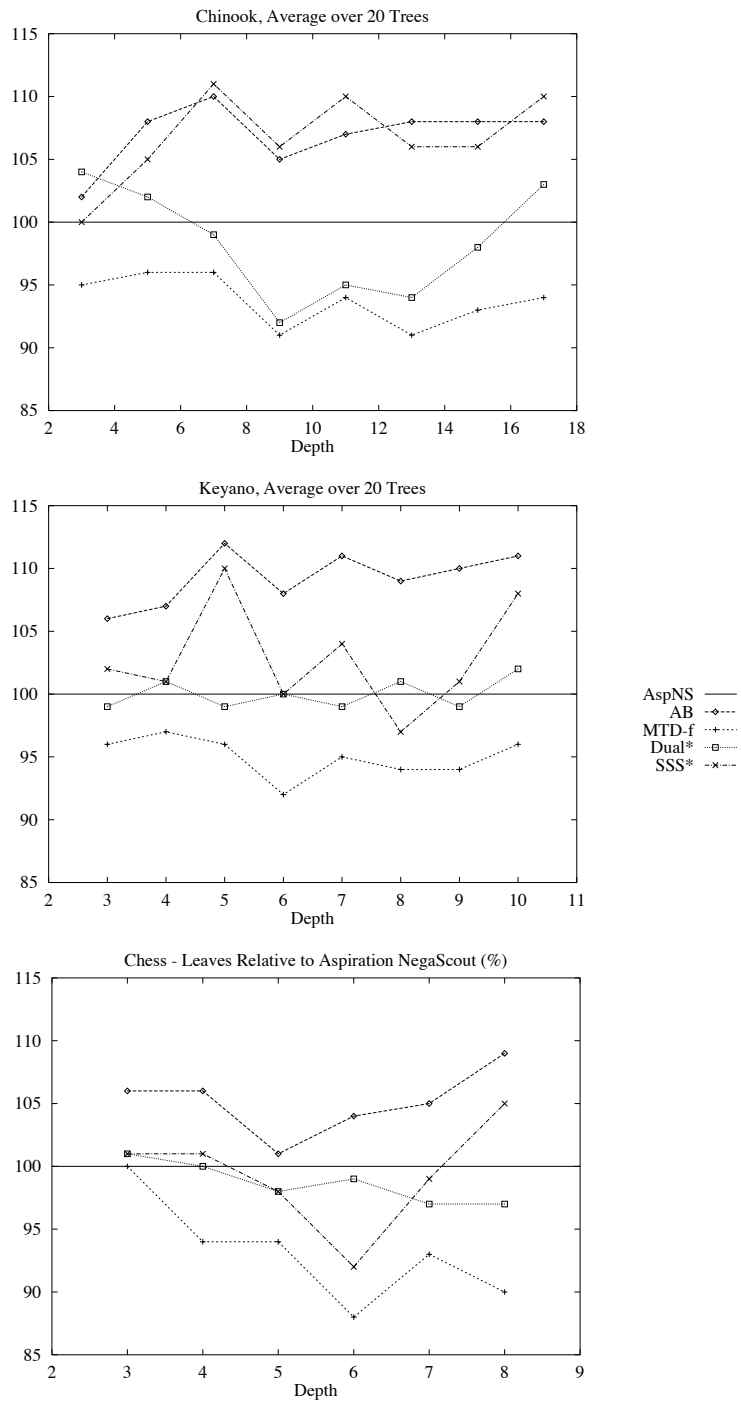 Chinook, Average over 20 Trees
115
110
105
100
95
90
85
2 4 6 8 10 12 14 16 18
Depth
Keyano, Average over 20 Trees
115
110
105
100
95
90
85
2 3 4 5 6 7 8 9 10 11
Depth
AspNS
AB
MTD-f
Dual*
SSS*
Chess - Leaves Relative to Aspiration NegaScout (%)
115
110
105
100
95
90
85
2 3 4 5 6 7 8 9
Depth